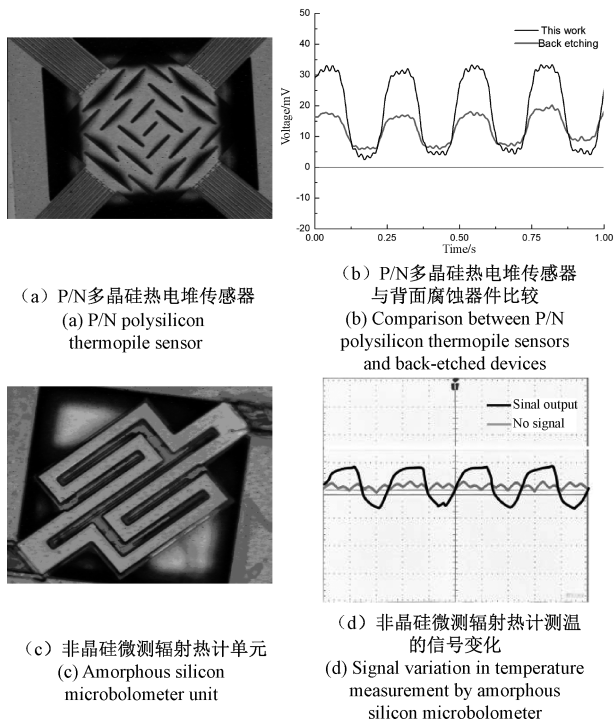 50
40
30
20
10
0
-10
-20
Voltage/mV
This work
Back etching
0.00
0.25
0.50
0.75
1.00
Time/s
（a）P/N多晶硅热电堆传感器
(a) P/N polysilicon
thermopile sensor
（b）P/N多晶硅热电堆传感器
与背面腐蚀器件比较
(b) Comparison between P/N
polysilicon thermopile sensors
and back-etched devices
Sinal output
No signal
（c）非晶硅微测辐射热计单元
(c) Amorphous silicon
microbolometer unit
（d）非晶硅微测辐射热计测温
的信号变化
(d) Signal variation in temperature
measurement by amorphous
silicon microbolometer